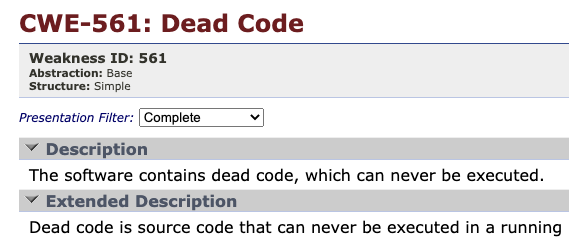 CWE-561: Dead Code
Weakness ID: 561
Abstraction: Base
Structure: Simple
Presentation Filter: Complete
Description
The software contains dead code, which can never be executed.
Extended Description
Dead code is source code that can never be executed in a running